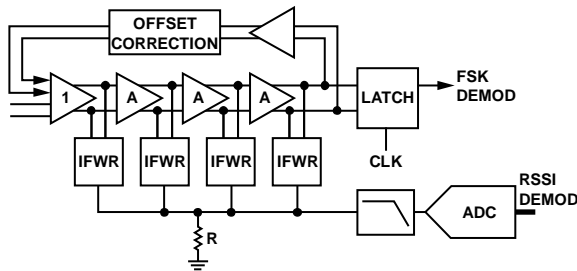 OFFSET
CORRECTION
1
A
A
A
LATCH
FSK
DEMOD
IFWR
IFWR
IFWR
IFWR
CLK
R
ADC
RSSI
DEMOD